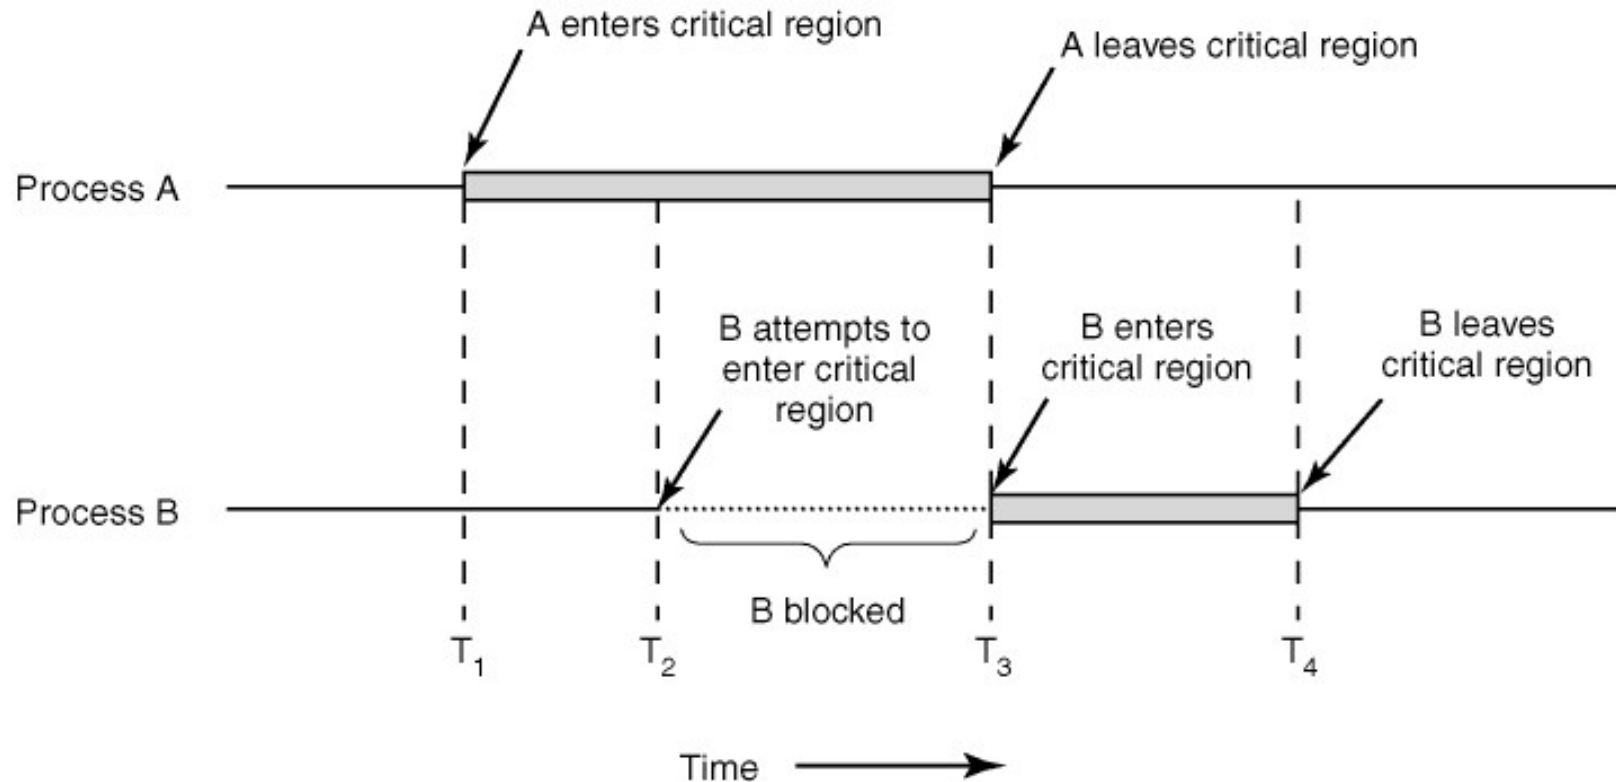 A enters critical region
A leaves critical region
Process A
B attempts to
enter critical
region
B enters
critical region
B leaves
critical region
Process B
B blocked
T1
T2
T3
T4
Time